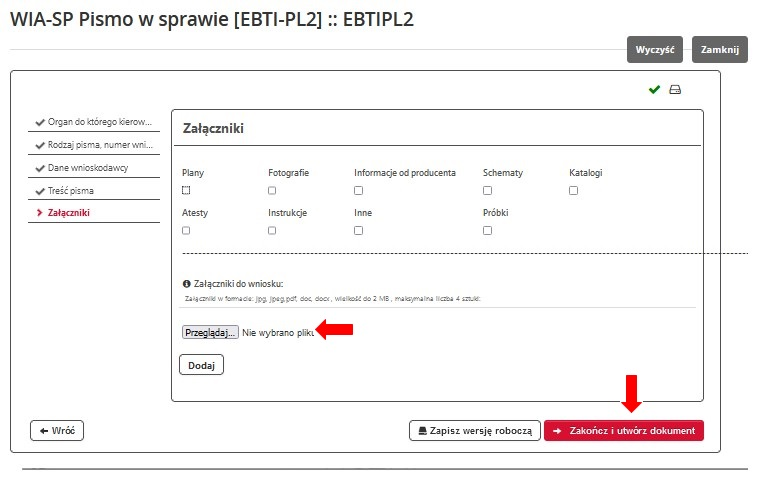 WIA-SP Pismo w sprawie [EBTI-PL2] :: EBTIPL2
Wyczyść
Zamknij
Organ do którego kierow...
Rodzaj pisma, numer wni...
Dane wnioskodawcy
Treść pisma
Załączniki
Załączniki
Plany
Fotografie
Informacje od producenta
Schematy
Katalogi
Atesty
Instrukcje
Inne
Próbki
Załączniki do wniosku:
Załączniki w formacie: jpg, jpeg,pdf, doc, docx , wielkość do 2 MB , maksymalna liczba 4 sztuki:
Przeglądaj... Nie wybrano pliku
Dodaj
Wróć
Zapisz wersję roboczą
Zakończ i utwórz dokument